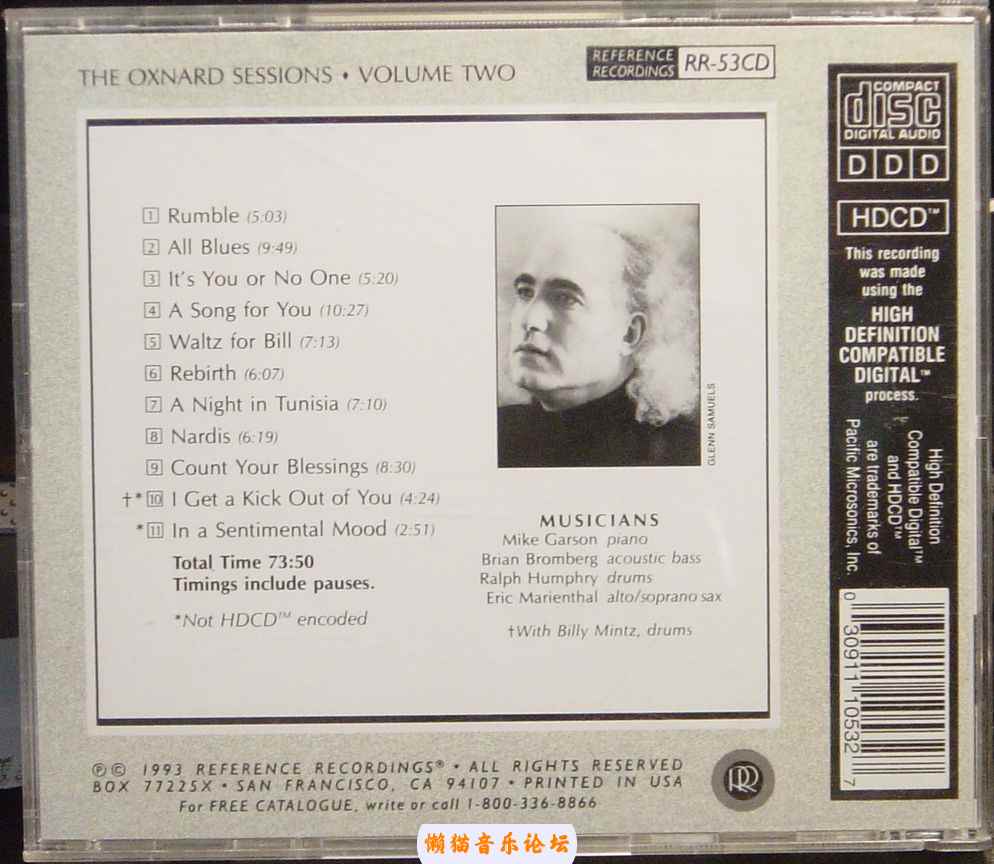 THE OXNARD SESSIONS • VOLUME TWO
REFERENCE
RECORDINGS
RR-53CD
1 Rumble (5:03)
2 All Blues (9:49)
3 It's You or No One (5:20)
4 A Song for You (10:27)
5 Waltz for Bill (7:13)
6 Rebirth (6:07)
7 A Night in Tunisia (7:10)
8 Nardis (6:19)
9 Count Your Blessings (8:30)
†*10 I Get a Kick Out of You (4:24)
*11 In a Sentimental Mood (2:51)
Total Time 73:50
Timings include pauses.
*Not HDCD™ encoded
GLENN SAMUELS
MUSICIANS
Mike Garson piano
Brian Bromberg acoustic bass
Ralph Humphry drums
Eric Marienthal alto/soprano sax
†With Billy Mintz, drums
COMPACT
disc
DIGITAL AUDIO
D D D
HDCD™
This recording
was made
using the
HIGH
DEFINITION
COMPATIBLE
DIGITAL™
process.
High Definition
Compatible Digital™
and HDCD™
are trademarks of
Pacific Microsonics, Inc.
0 30911 10532 7
℗© 1993 REFERENCE RECORDINGS® • ALL RIGHTS RESERVED
BOX 77225X • SAN FRANCISCO, CA 94107 • PRINTED IN USA
For FREE CATALOGUE, write or call 1-800-336-8866
RR
懒猫音乐论坛